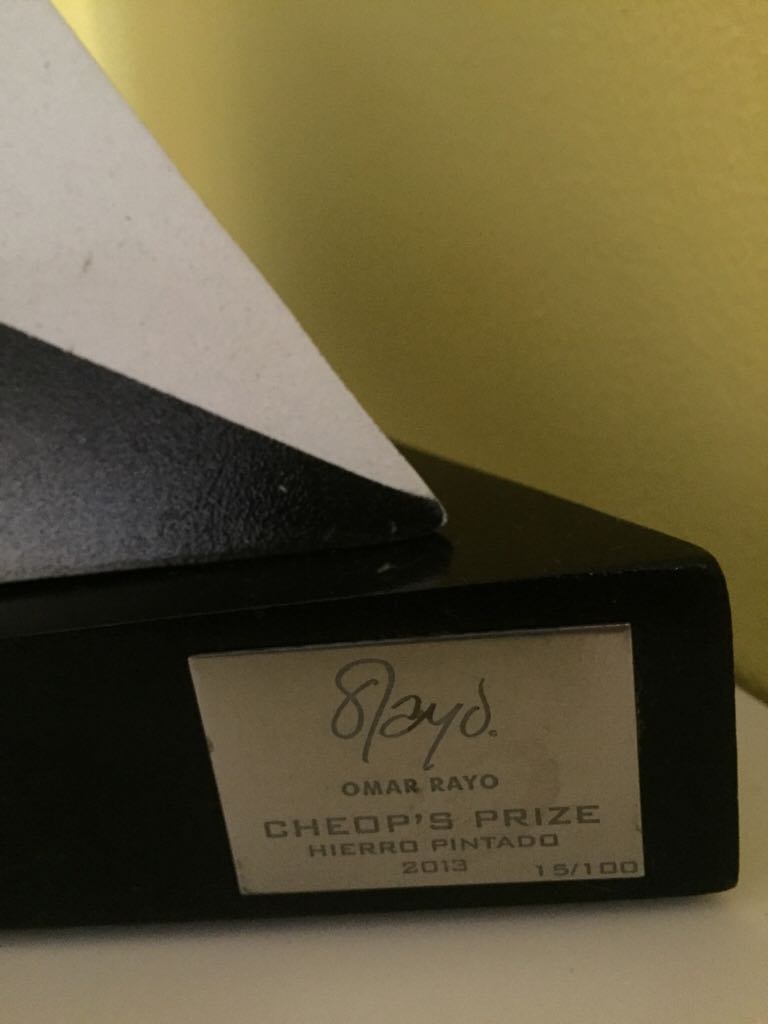 Rayo.
OMAR RAYO
CHEOP'S PRIZE
HIERRO PINTADO
2013 15/100